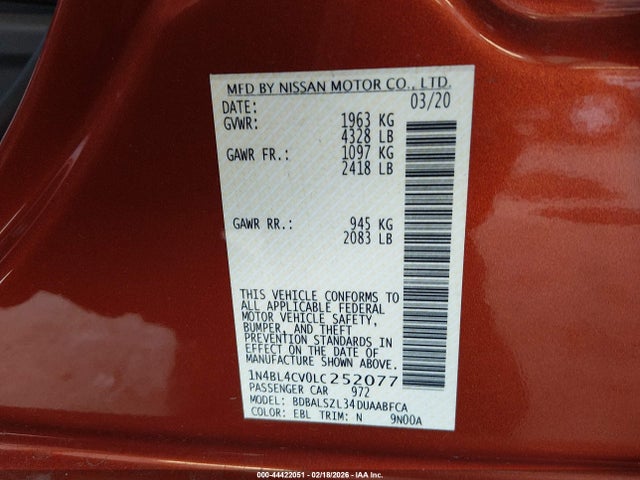 MFD BY NISSAN MOTOR CO., LTD.
DATE: 03/20
GVWR: 1963 KG
4328 LB
GAWR FR.: 1097 KG
2418 LB
GAWR RR.: 945 KG
2083 LB
THIS VEHICLE CONFORMS TO
ALL APPLICABLE FEDERAL
MOTOR VEHICLE SAFETY,
BUMPER, AND THEFT
PREVENTION STANDARDS IN
EFFECT ON THE DATE OF
MANUFACTURE SHOWN ABOVE.
1N4BL4CV0LC252077
PASSENGER CAR 972
MODEL: BDBALSZL34DUAABFCA
COLOR: EBL TRIM: N 9N00A
000-44422051 - 02/18/2026 - IAA Inc.